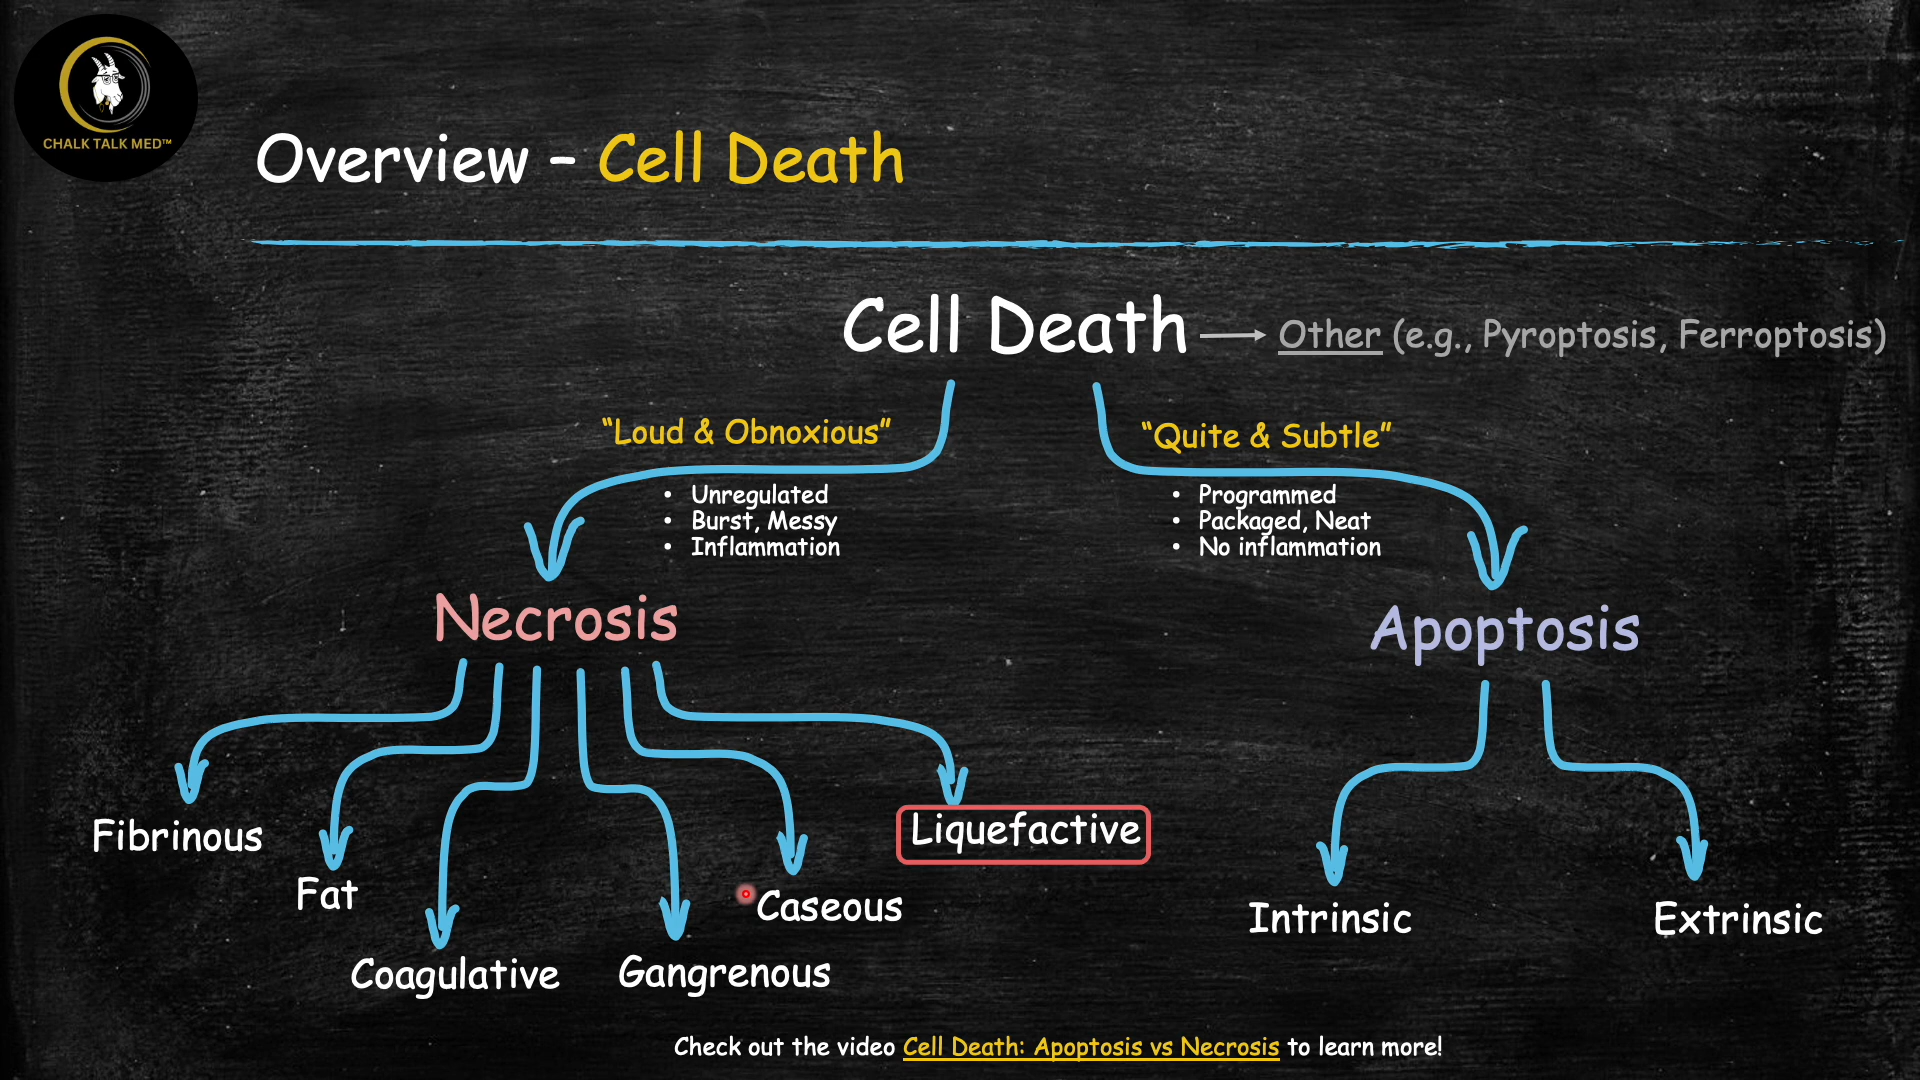 CHALK TALK MED™
Overview – Cell Death
Cell Death
Other (e.g., Pyroptosis, Ferroptosis)
“Loud & Obnoxious”
• Unregulated
• Burst, Messy
• Inflammation
“Quite & Subtle”
• Programmed
• Packaged, Neat
• No inflammation
Necrosis
Apoptosis
Fibrinous
Fat
Coagulative
Gangrenous
Caseous
Liquefactive
Intrinsic
Extrinsic
Check out the video Cell Death: Apoptosis vs Necrosis to learn more!